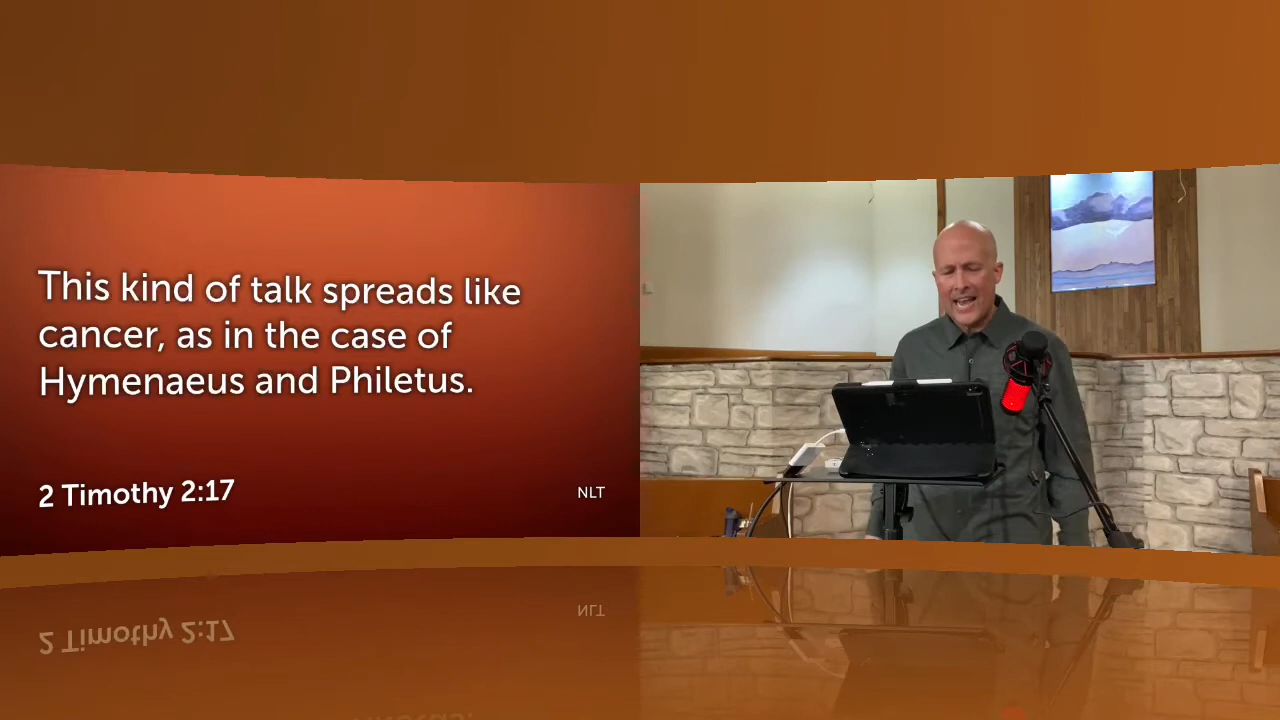 This kind of talk spreads like
cancer, as in the case of
Hymenaeus and Philetus.
2 Timothy 2:17
NLT